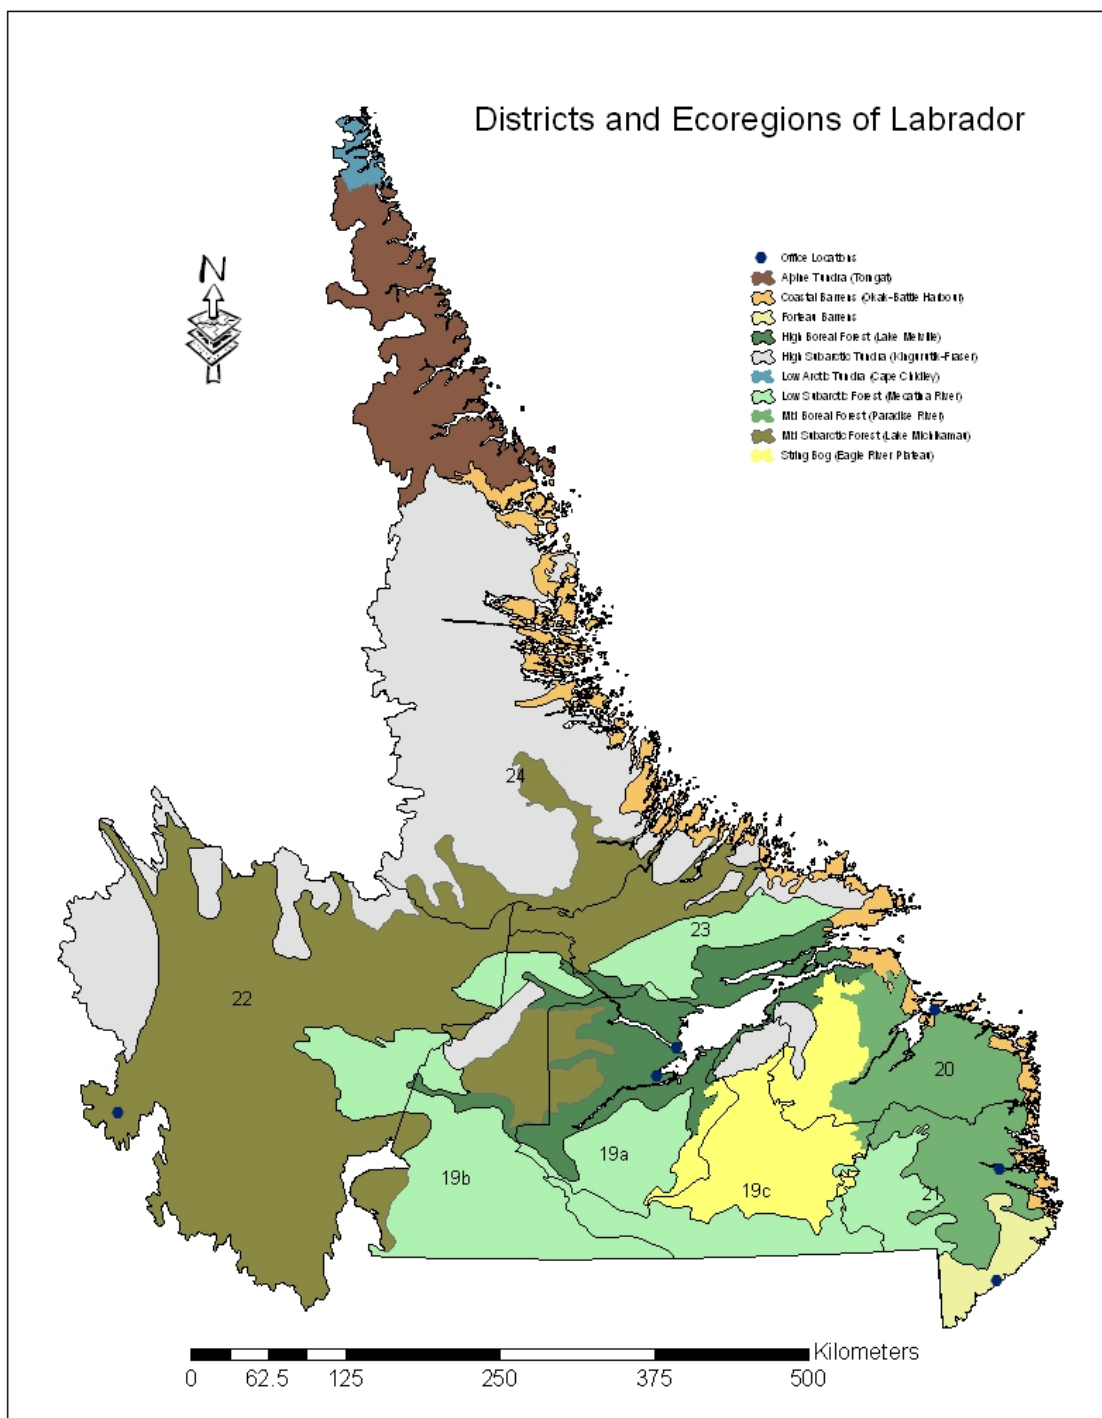 Districts and Ecoregions of Labrador
N
Office Locations
Alpine Tundra (Torngat)
Coastal Barrens (Okak-Battle Harbour)
Forteau Barrens
High Boreal Forest (Lake Melville)
High Subarctic Tundra (Kingurutik-Fraser)
Low Arctic Tundra (Cape Chidley)
Low Subarctic Forest (Mecatina River)
Mid Boreal Forest (Paradise River)
Mid Subarctic Forest (Lake Michikamau)
String Bog (Eagle River Plateau)
24
23
22
20
19a
19b
19c
21
Kilometers
0 62.5 125 250 375 500